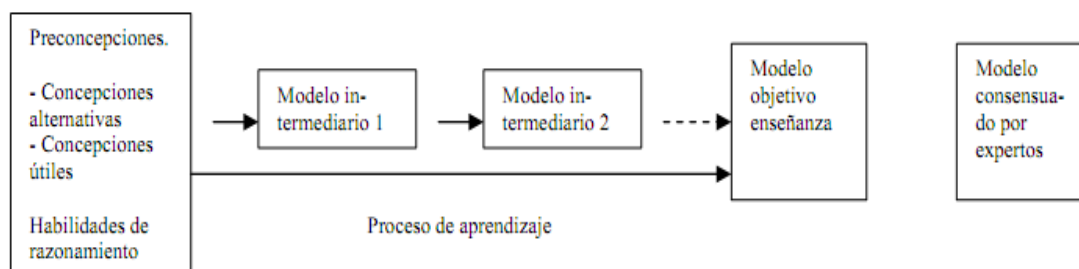 Preconcepciones.
- Concepciones
alternativas
- Concepciones
útiles
Habilidades de
razonamiento
Modelo in-
termediario 1
Modelo in-
termediario 2
Modelo
objetivo
enseñanza
Modelo
consensua-
do por
expertos
Proceso de aprendizaje